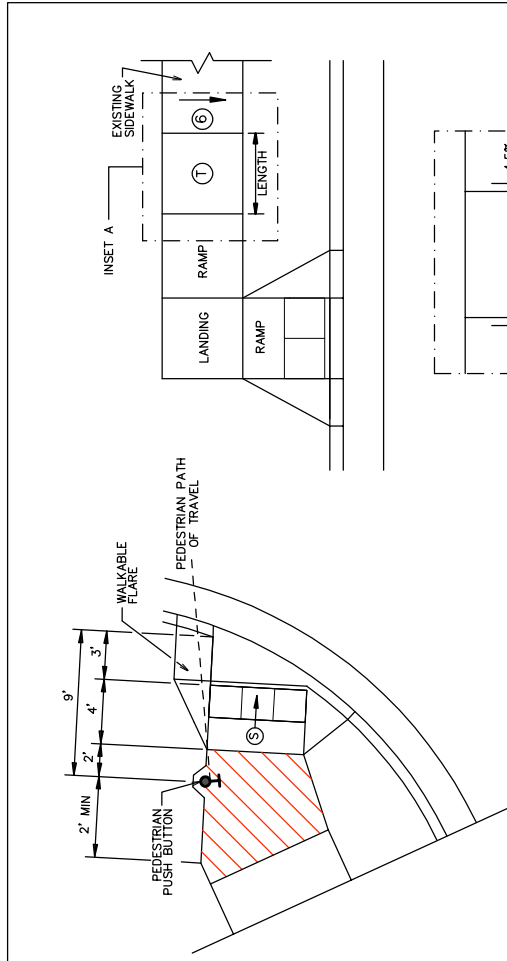 INSET A
EXISTING
SIDEWALK
6
T
LENGTH
RAMP
LANDING
RAMP
PEDESTRIAN PATH
OF TRAVEL
WALKABLE
FLARE
9'
3'
4'
2'
2' MIN
S
PEDESTRIAN
PUSH BUTTON